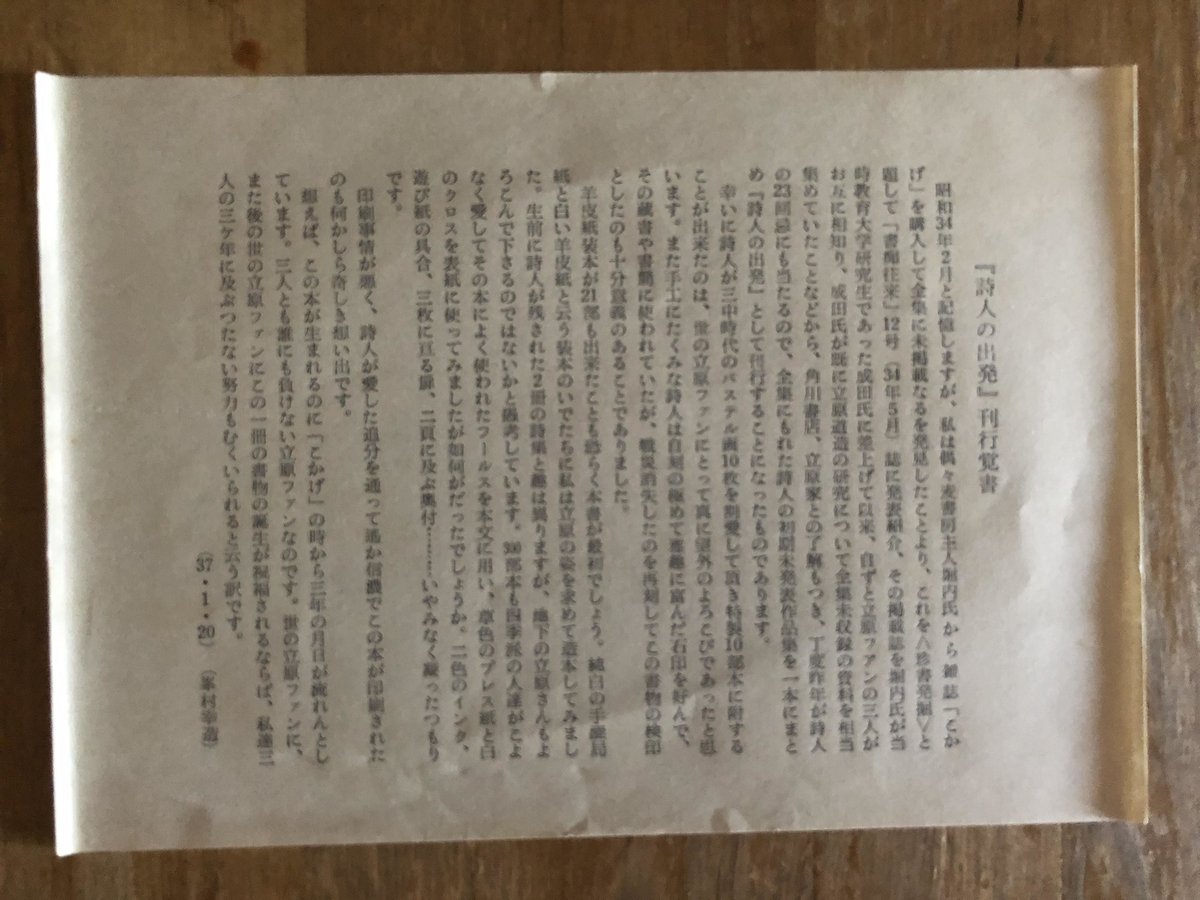 『詩人の出発』刊行覚書
昭和34年2月と記憶しますが、私は偶々麦書房主人堀内氏から雑誌「こか
げ」を購入して全集に未掲載なるを発見したことより、これを八珍書発掘Vと
題して「書痴往来」12号（34年5月）誌に発表紹介、その掲載誌を堀内氏が当
時教育大学研究生であった成田氏に差上げて以来、自ずと立原ファンの三人が
お互に相知り、成田氏が既に立原道造の研究について全集未収録の資料を相当
集めていたことなどから、角川書店、立原家との了解もつき、丁度昨年が詩人
の23回忌にも当たるので、全集にもれた詩人の初期未発表作品集を一本にまと
め『詩人の出発』として刊行することになったものであります。
幸いに詩人が三中時代のパステル画10枚を割愛して頂き特製10部本に附する
ことが出来たのは、世の立原ファンにとって真に望外のよろこびであったと思
います。また手工にたくみな詩人は自刻の極めて雅趣に富んだ石印を好んで、
その蔵書や書簡に使われていたが、戦災消失したのを再刻してこの書物の検印
としたのも十分意義のあることでありました。
羊皮紙装本が21部も出来たことも恐らく本書が最初でしょう。純白の手漉局
紙と白い羊皮紙と云う装本のいでたちに私は立原の姿を求めて造本してみまし
た。生前に詩人が残された2冊の詩集と趣は異りますが、地下の立原さんもよ
ろこんで下さるのではないかと愚考しています。300部本も四季派の人達がこよ
なく愛してその本によく使われたフールスを本文に用い、草色のプレス紙と白
のクロスを表紙に使ってみましたが如何がだったでしょうか。二色のインク、
遊び紙の具合、三枚に亘る扉、二頁に及ぶ奥付………いやみなく凝ったつもり
です。
印刷事情が悪く、詩人が愛した追分を通って遙か信濃でこの本が印刷された
のも何かしら奇しき想い出です。
想えば、この本が生まれるのに「こかげ」の時から三年の月日が流れんとし
ています。三人とも誰にも負けない立原ファンなのです。世の立原ファンに、
また後の世の立原ファンにこの一冊の書物の誕生が祝福されるならば、私達三
人の三ケ年に及ぶつたない努力もむくいられると云う訳です。
（37・1・20）（峯村幸造）